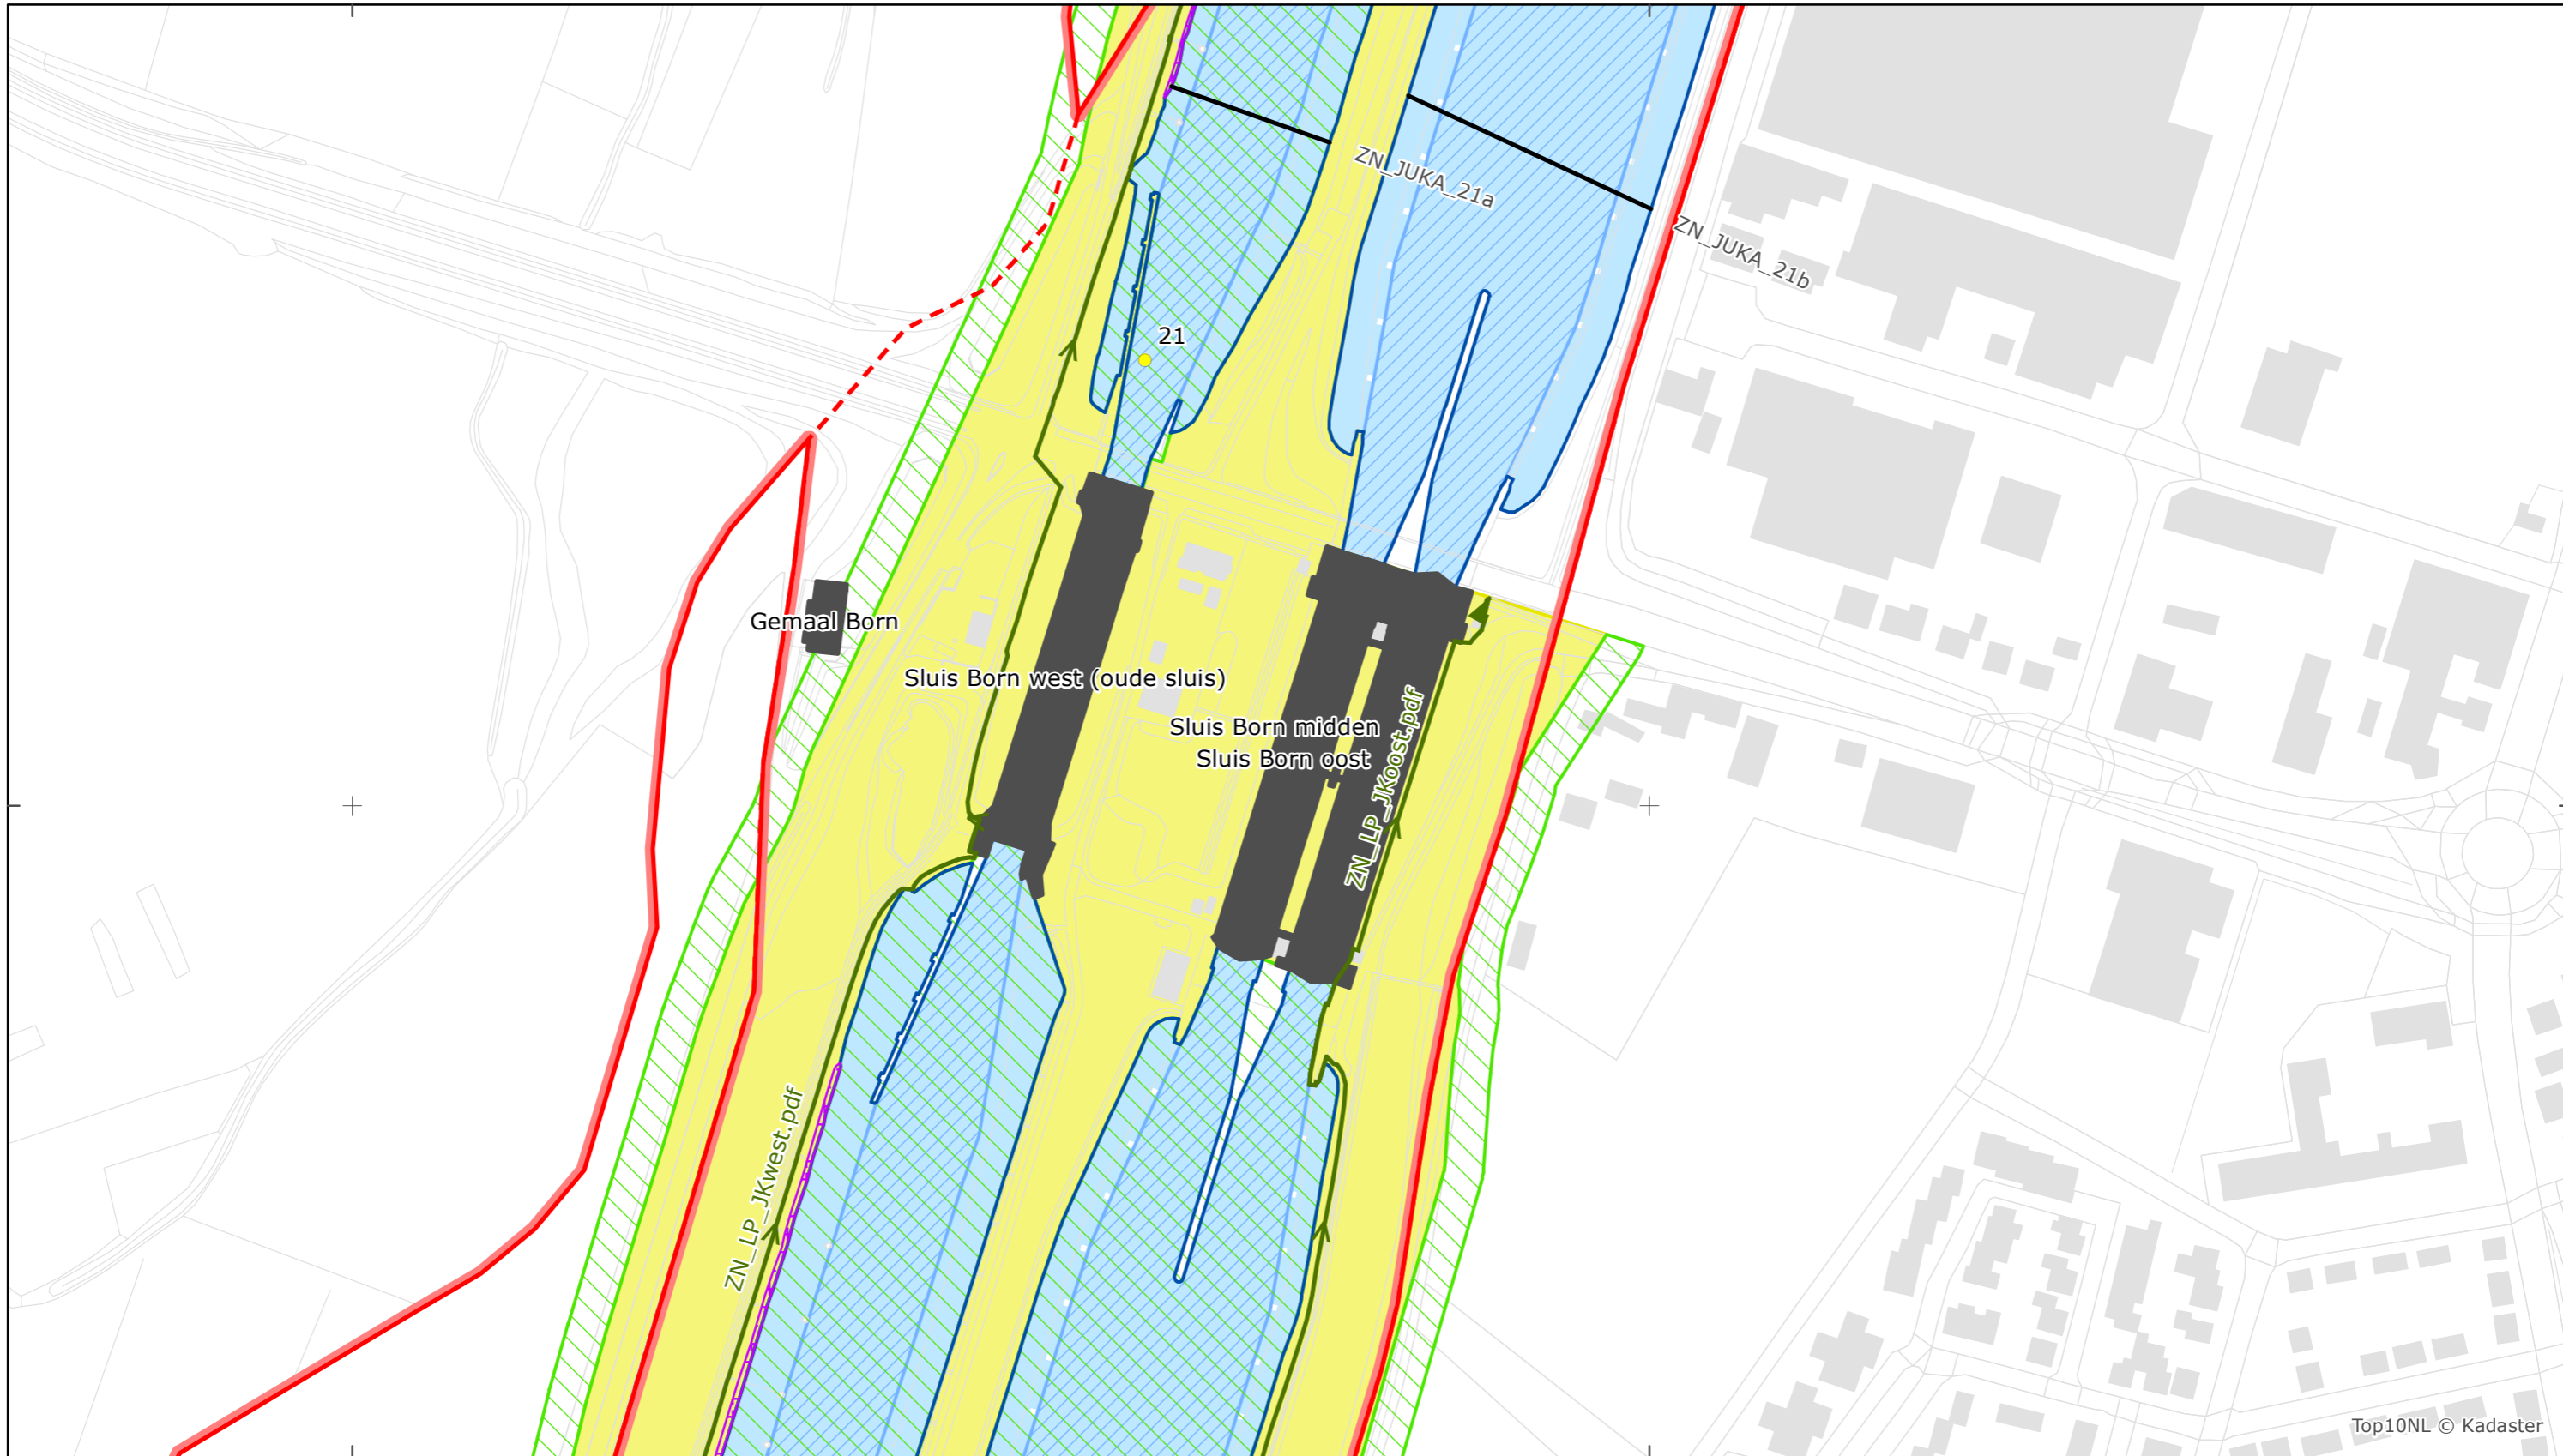 ZN_JUKA_21a
ZN_JUKA_21b
21
Gemaal Born
Sluis Born west (oude sluis)
Sluis Born midden
Sluis Born oost
ZN_LP_JKoost.pdf
ZN_LP_JKwest.pdf
Top10NL © Kadaster